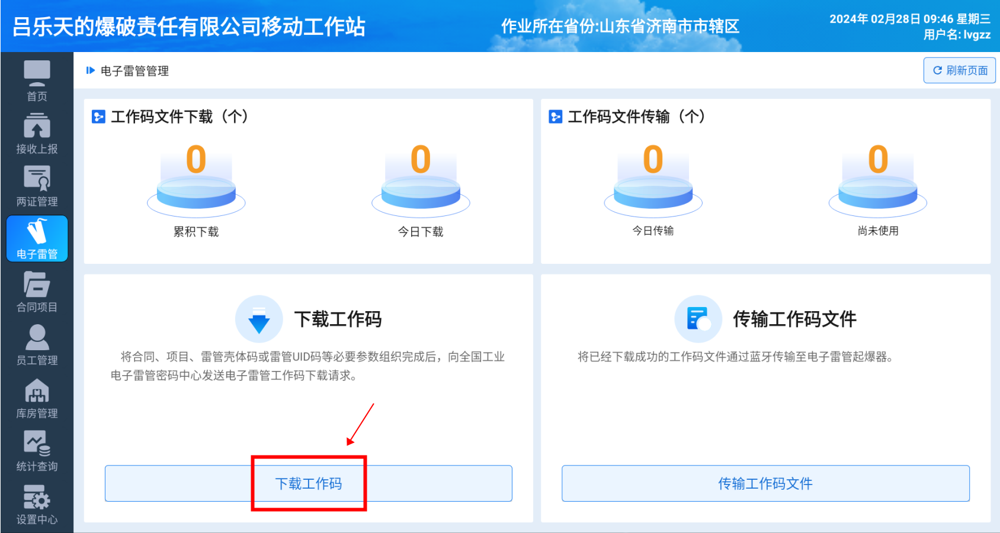 吕乐天的爆破责任有限公司移动工作站
作业所在省份:山东省济南市市辖区
2024年 02月28日 09:46 星期三
用户名: lvgzz
首页
接收上报
两证管理
电子雷管
合同项目
员工管理
库房管理
统计查询
设置中心
电子雷管管理
刷新页面
工作码文件下载（个）
0
累积下载
0
今日下载
工作码文件传输（个）
0
今日传输
0
尚未使用
下载工作码
将合同、项目、雷管壳体码或雷管UID码等必要参数组织完成后，向全国工业
电子雷管密码中心发送电子雷管工作码下载请求。
下载工作码
传输工作码文件
将已经下载成功的工作码文件通过蓝牙传输至电子雷管起爆器。
传输工作码文件